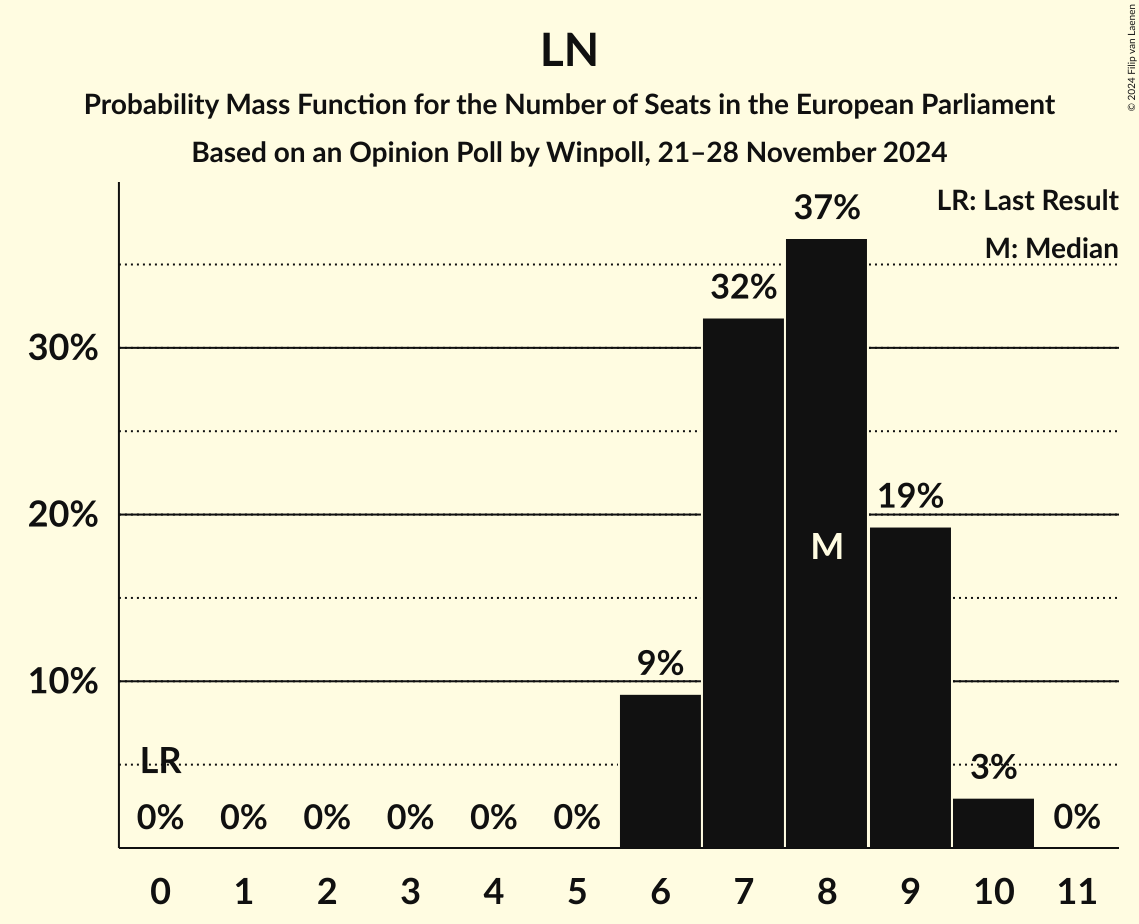 LN
Probability Mass Function for the Number of Seats in the European Parliament
Based on an Opinion Poll by Winpoll, 21–28 November 2024
© 2024 Filip van Laenen
LR: Last Result
M: Median
37%
32%
30%
20%
19%
M
10%
9%
LR
3%
0% 0% 0% 0% 0% 0% 0%
0 1 2 3 4 5 6 7 8 9 10 11